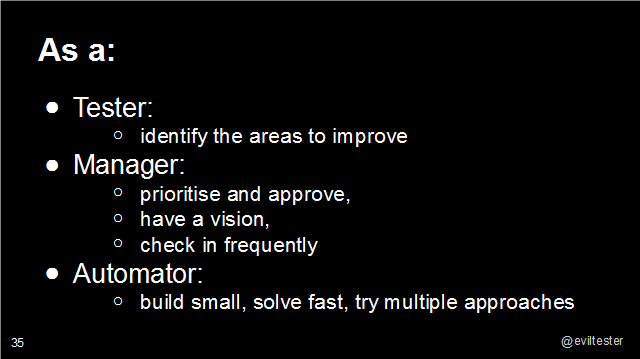 As a:
● Tester:
○ identify the areas to improve
● Manager:
○ prioritise and approve,
○ have a vision,
○ check in frequently
● Automator:
○ build small, solve fast, try multiple approaches
35
@eviltester